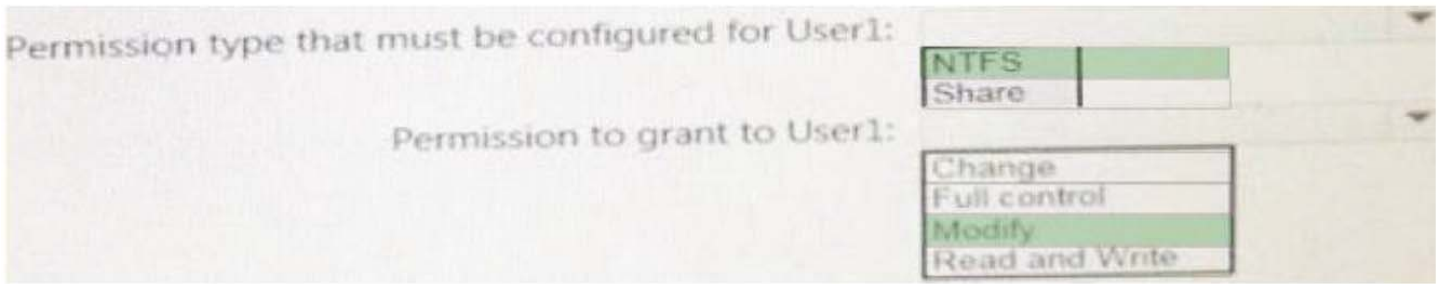 Permission type that must be configured for User1:
NTFS
Share
Permission to grant to User1:
Change
Full control
Modify
Read and Write